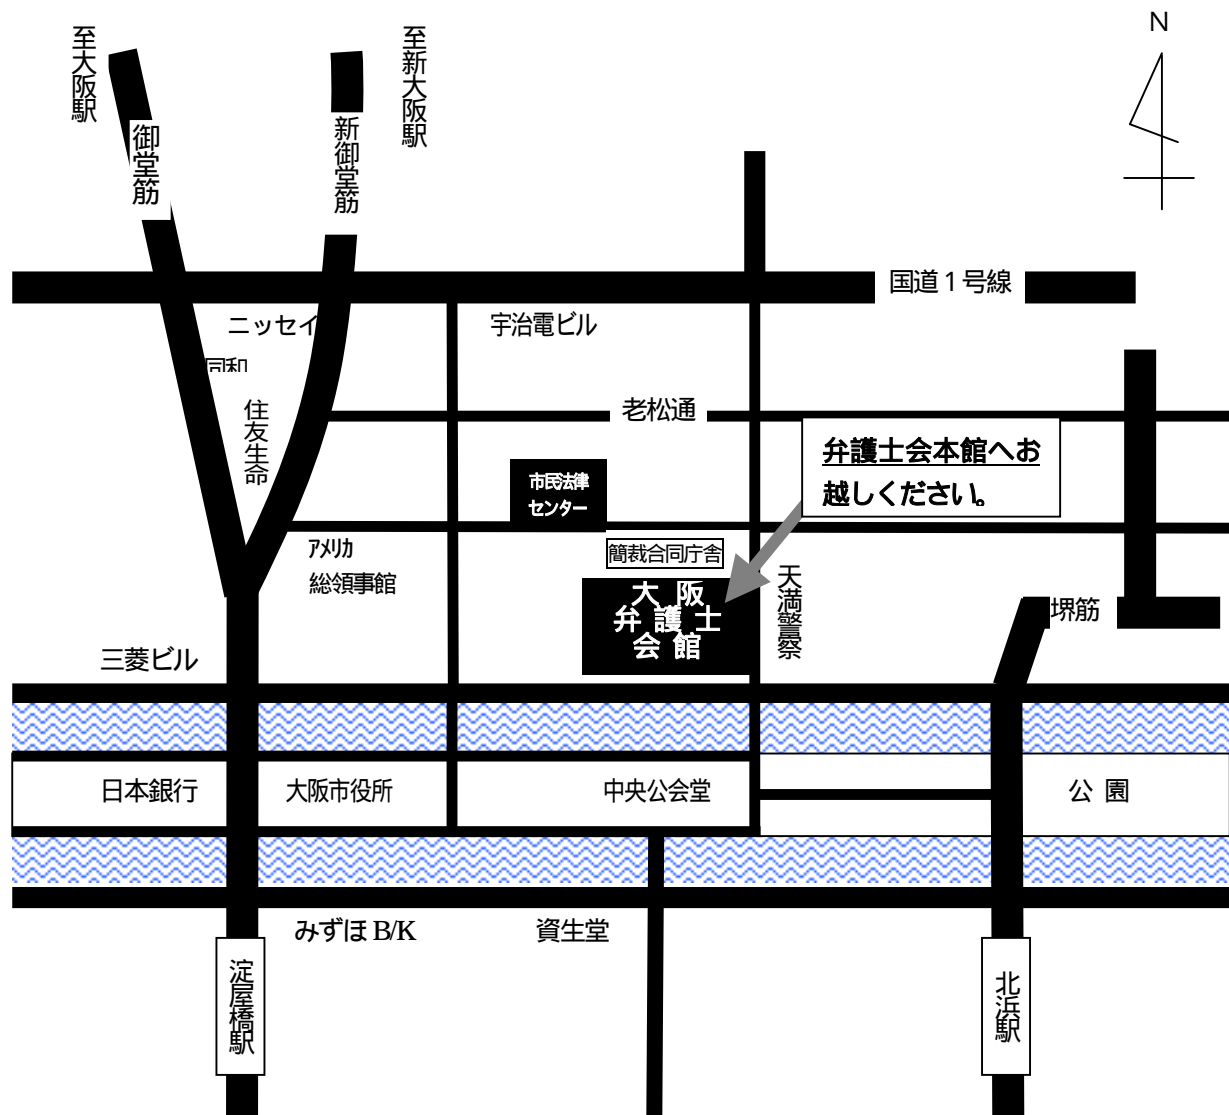 N
至大阪駅
至新大阪駅
御堂筋
新御堂筋
国道1号線
ニッセイ
同和
宇治電ビル
住友生命
老松通
弁護士会本館へお
越しください。
市民法律
センター
アメリカ
総領事館
簡裁合同庁舎
大 阪
弁 護 士
会 館
天満警察
堺筋
三菱ビル
日本銀行
大阪市役所
中央公会堂
公 園
みずほ B/K
資生堂
淀屋橋駅
北浜駅